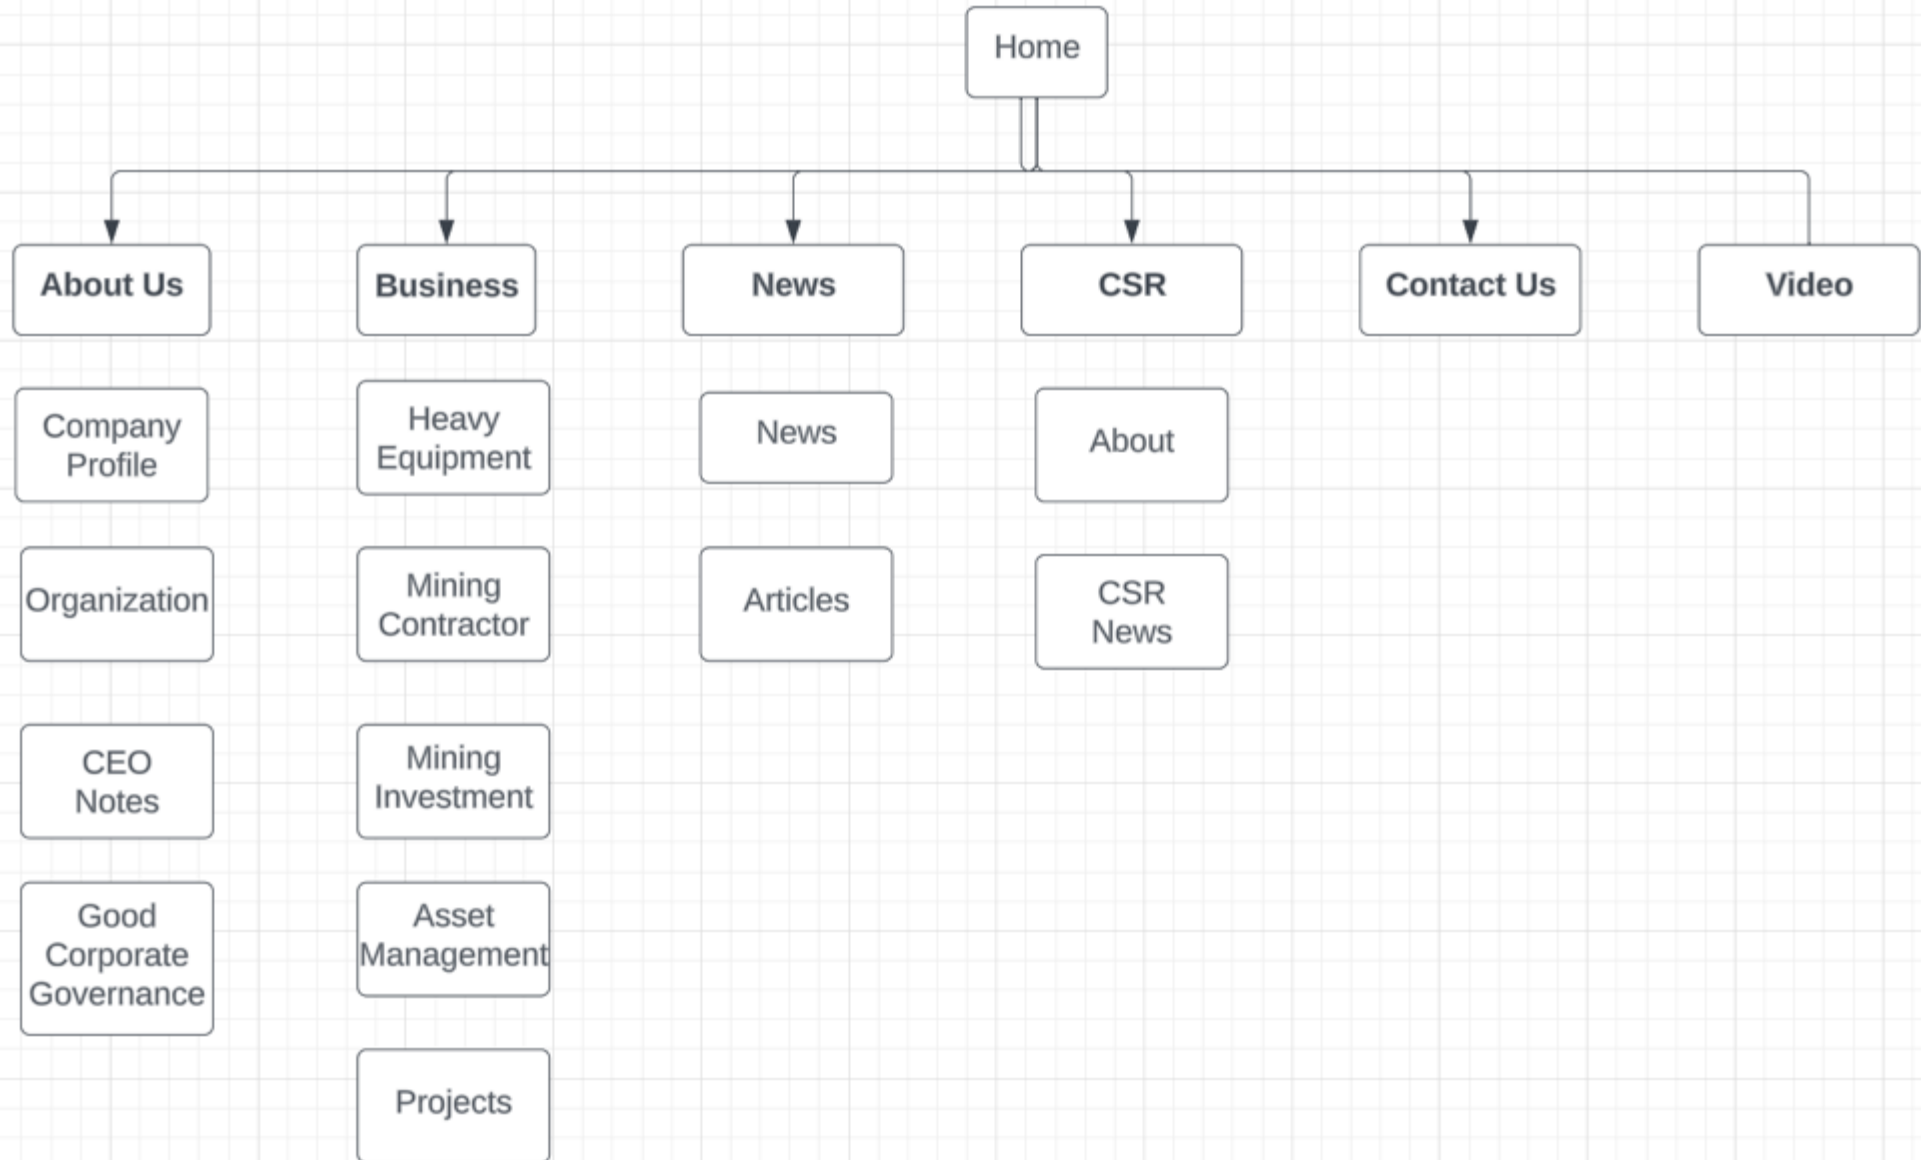 Home
About Us
Business
News
CSR
Contact Us
Video
Company
Profile
Heavy
Equipment
News
About
Organization
Mining
Contractor
Articles
CSR
News
CEO
Notes
Mining
Investment
Good
Corporate
Governance
Asset
Management
Projects